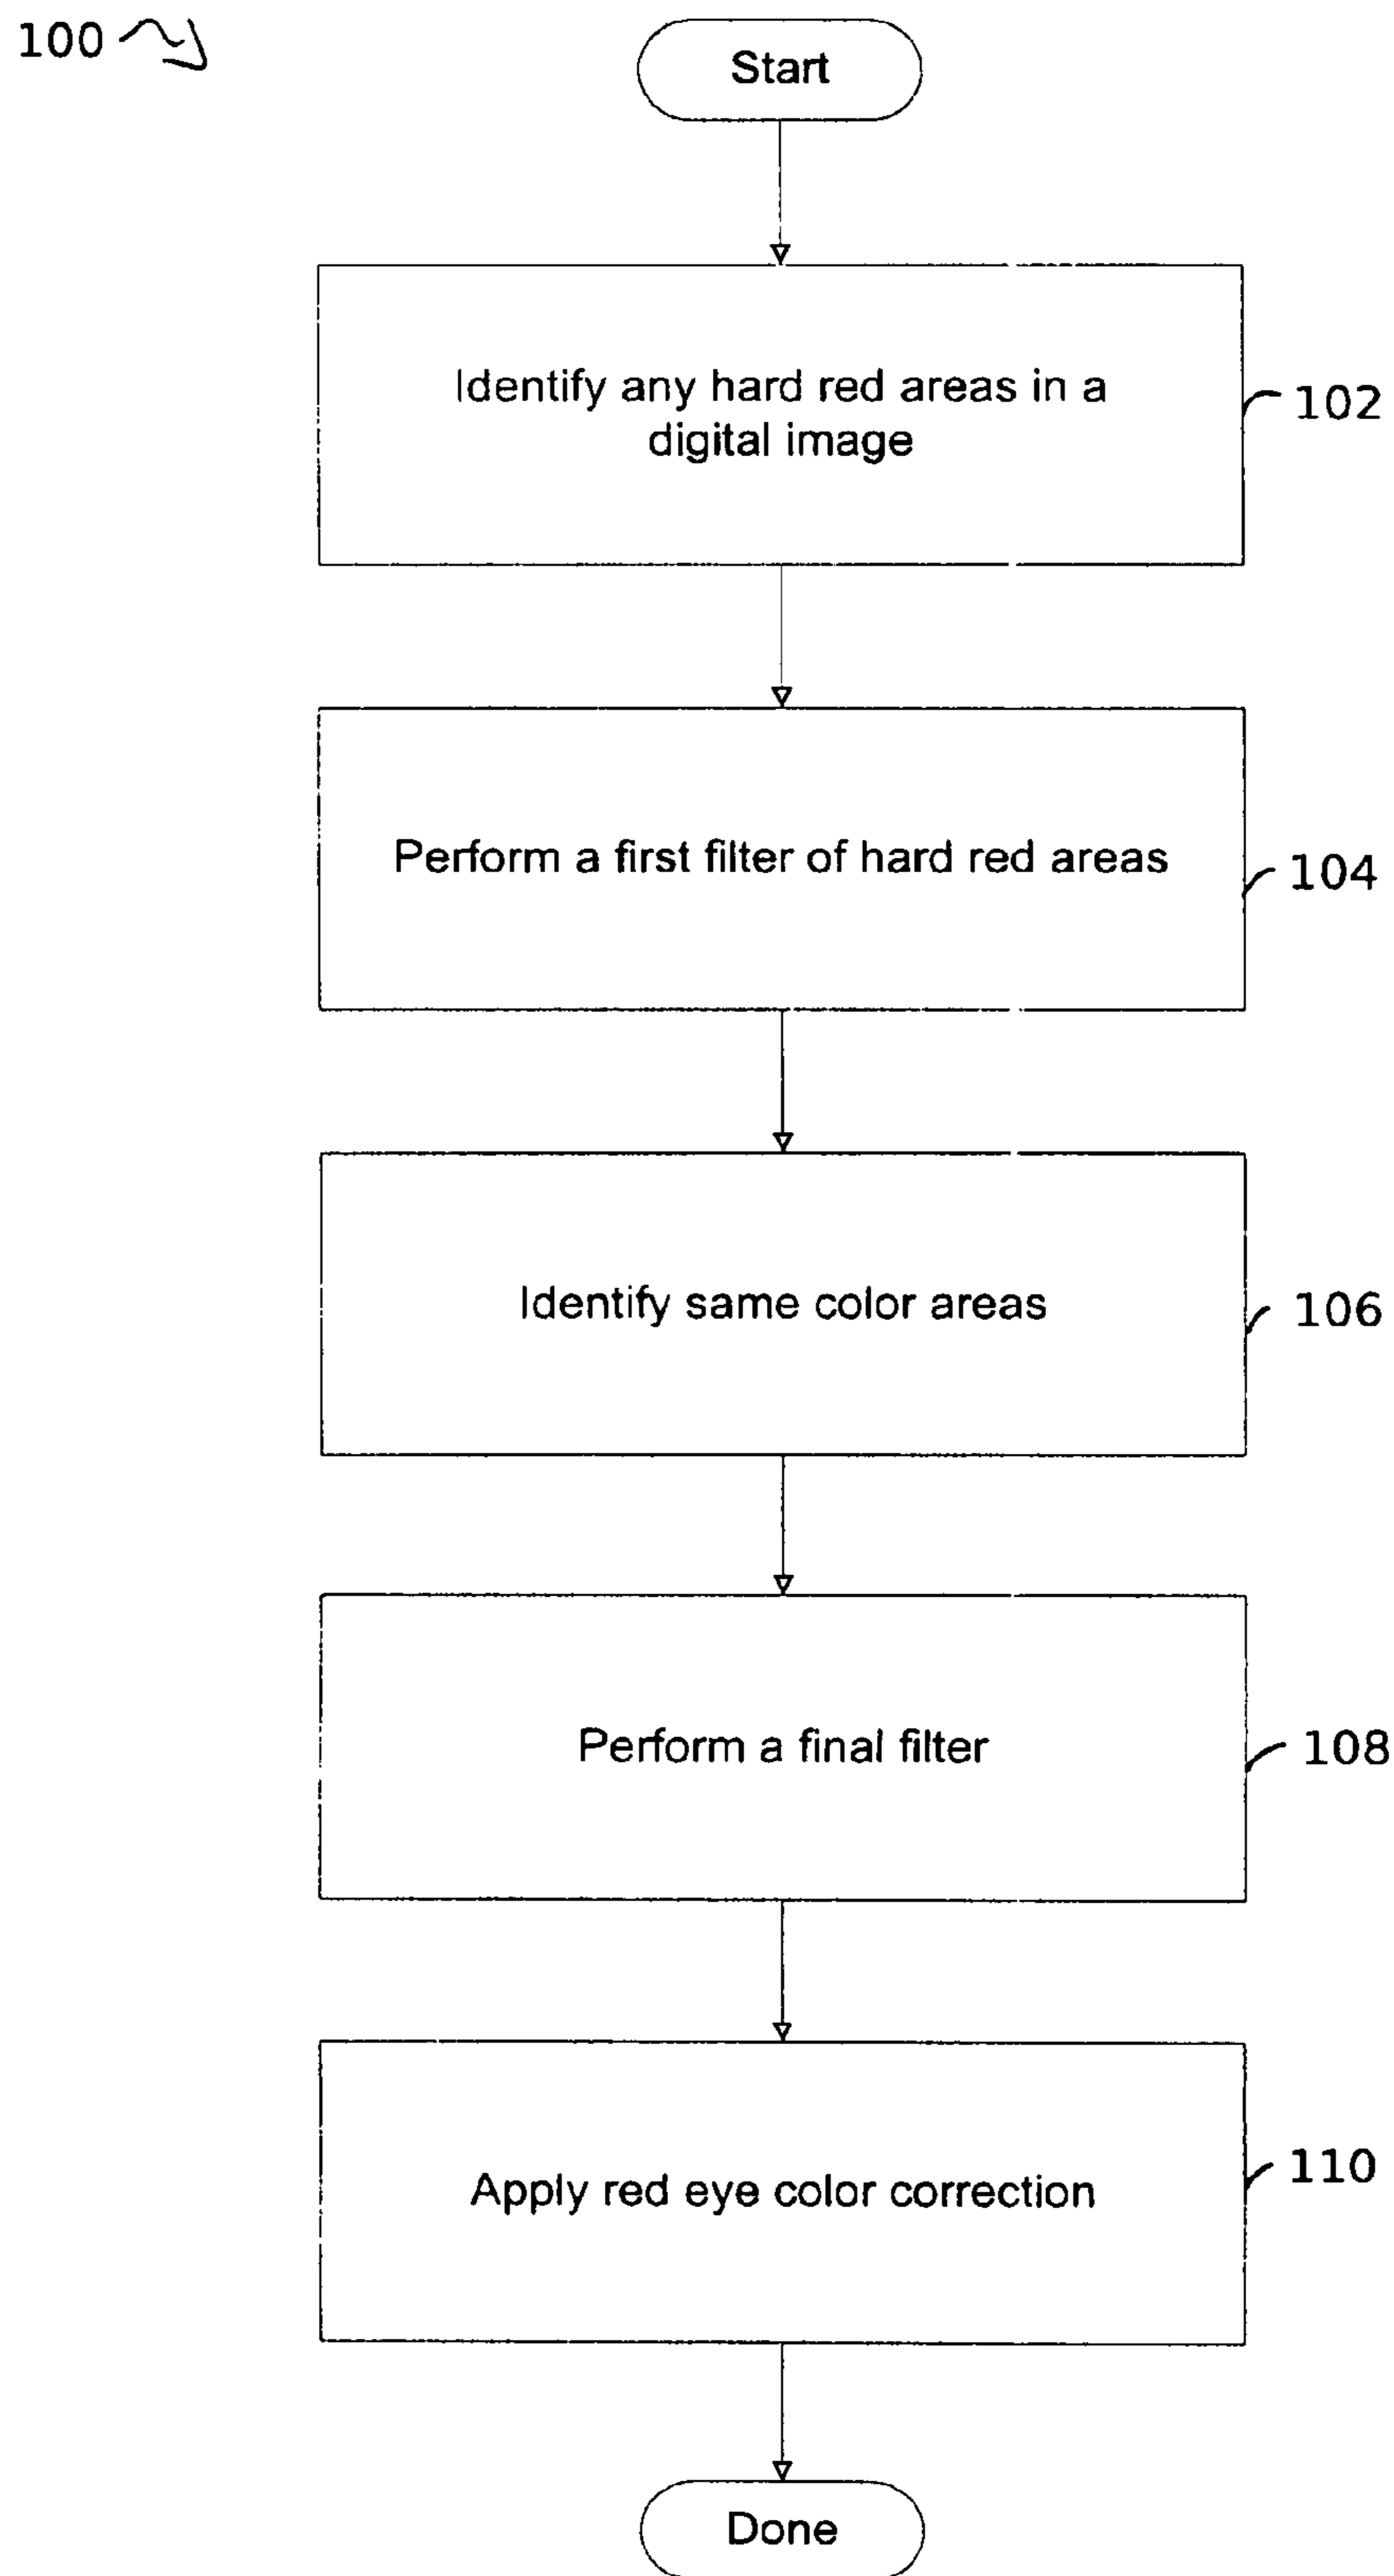 100
Start
Identify any hard red areas in a
digital image
102
Perform a first filter of hard red areas
104
Identify same color areas
106
Perform a final filter
108
Apply red eye color correction
110
Done